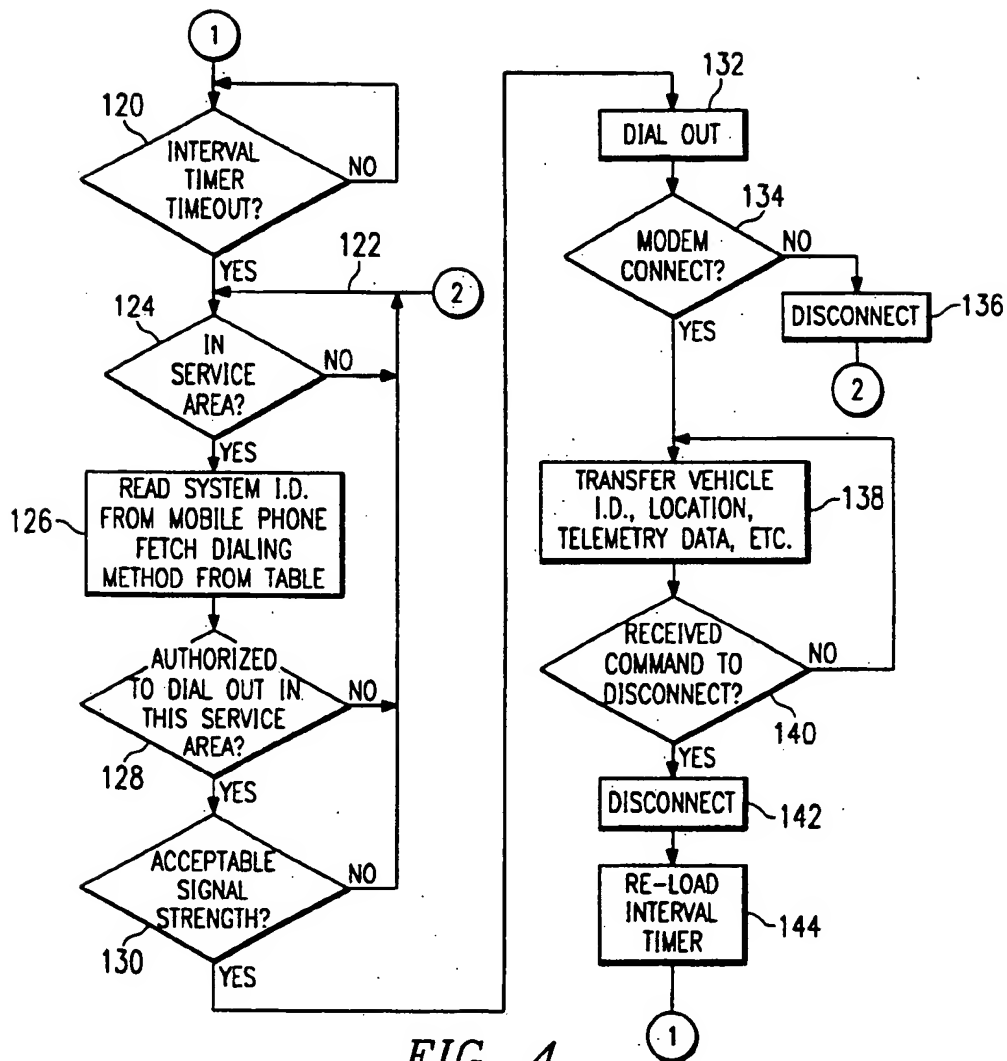 1
120
INTERVAL
TIMER
TIMEOUT?
NO
YES
122
2
124
IN
SERVICE
AREA?
NO
YES
126
READ SYSTEM I.D.
FROM MOBILE PHONE
FETCH DIALING
METHOD FROM TABLE
AUTHORIZED
TO DIAL OUT IN
THIS SERVICE
AREA?
NO
128
YES
ACCEPTABLE
SIGNAL
STRENGTH?
NO
130
YES
132
DIAL OUT
134
MODEM
CONNECT?
NO
YES
DISCONNECT
136
2
TRANSFER VEHICLE
I.D., LOCATION,
TELEMETRY DATA, ETC.
138
RECEIVED
COMMAND TO
DISCONNECT?
NO
140
YES
DISCONNECT
142
RE-LOAD
INTERVAL
TIMER
144
1
FIG. 4